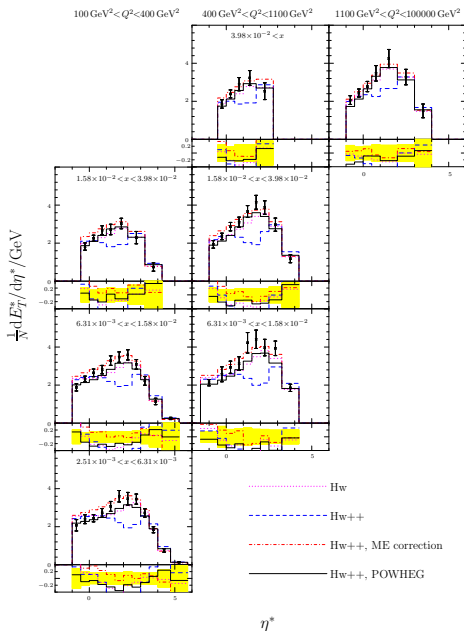 100 GeV²<Q²<400 GeV² 400 GeV²<Q²<1100GeV² 1100 GeV²<Q²<100000 GeV²
3.98×10⁻²<x
4
2
0.2
−0.2
0 5
1.58×10⁻²<x<3.98×10⁻² 1.58×10⁻²<x<3.98×10⁻²
4
2
0.2
−0.2
1/N dE*_T/dη*/GeV
6.31×10⁻³<x<1.58×10⁻² 6.31×10⁻³<x<1.58×10⁻²
4
2
0.2
−0.2
0 5
2.51×10⁻³<x<6.31×10⁻³
4
2
0.2
−0.2
0 5
Hw
Hw++
Hw++, ME correction
Hw++, POWHEG
η*